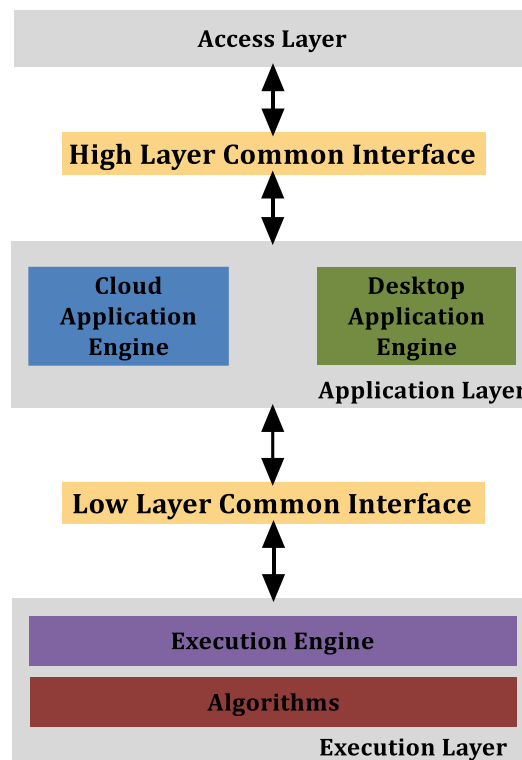 Access Layer
High Layer Common Interface
Cloud
Application
Engine
Desktop
Application
Engine
Application Layer
Low Layer Common Interface
Execution Engine
Algorithms
Execution Layer